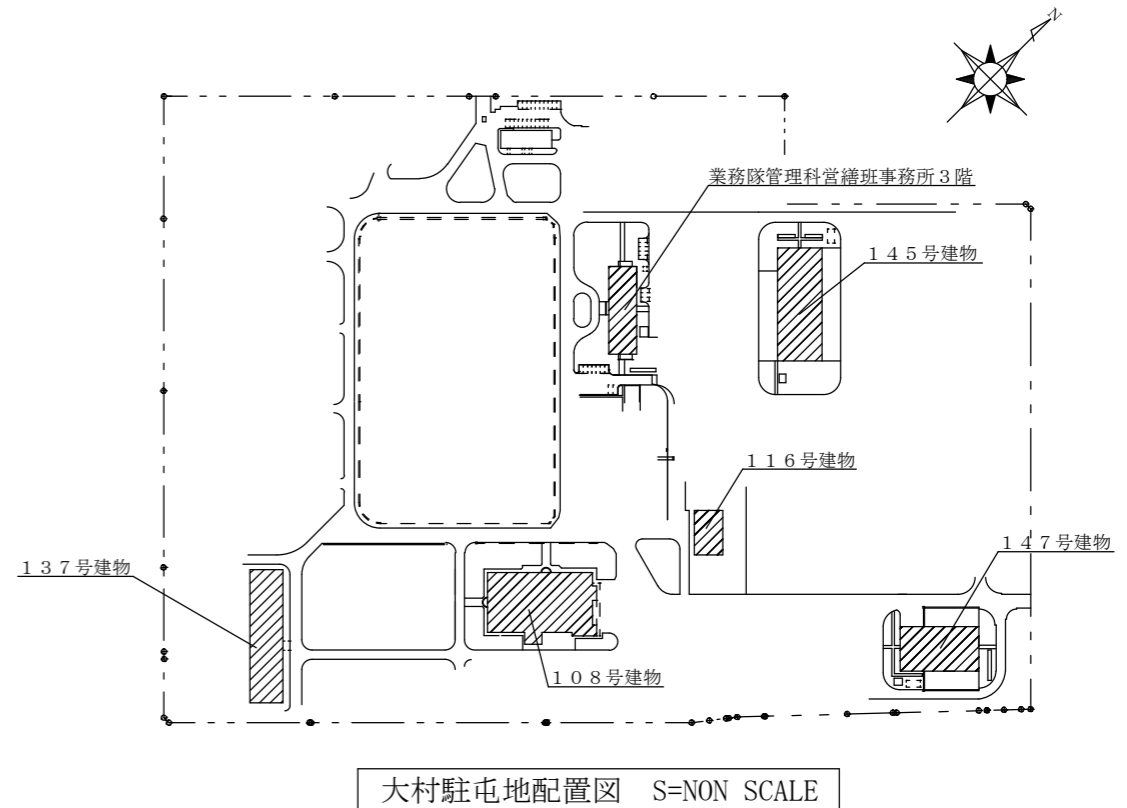 N
業務隊管理科営繕班事務所３階
１４５号建物
１１６号建物
１４７号建物
１３７号建物
１０８号建物
大村駐屯地配置図　S=NON SCALE